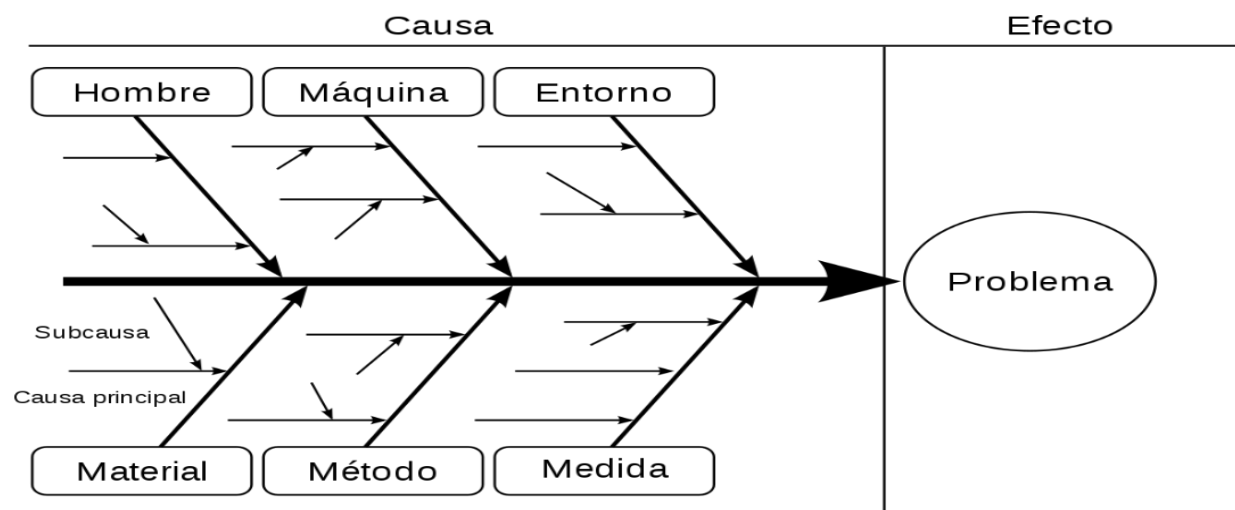 Causa
Efecto
Hombre
Máquina
Entorno
Problema
Subcausa
Causa principal
Material
Método
Medida